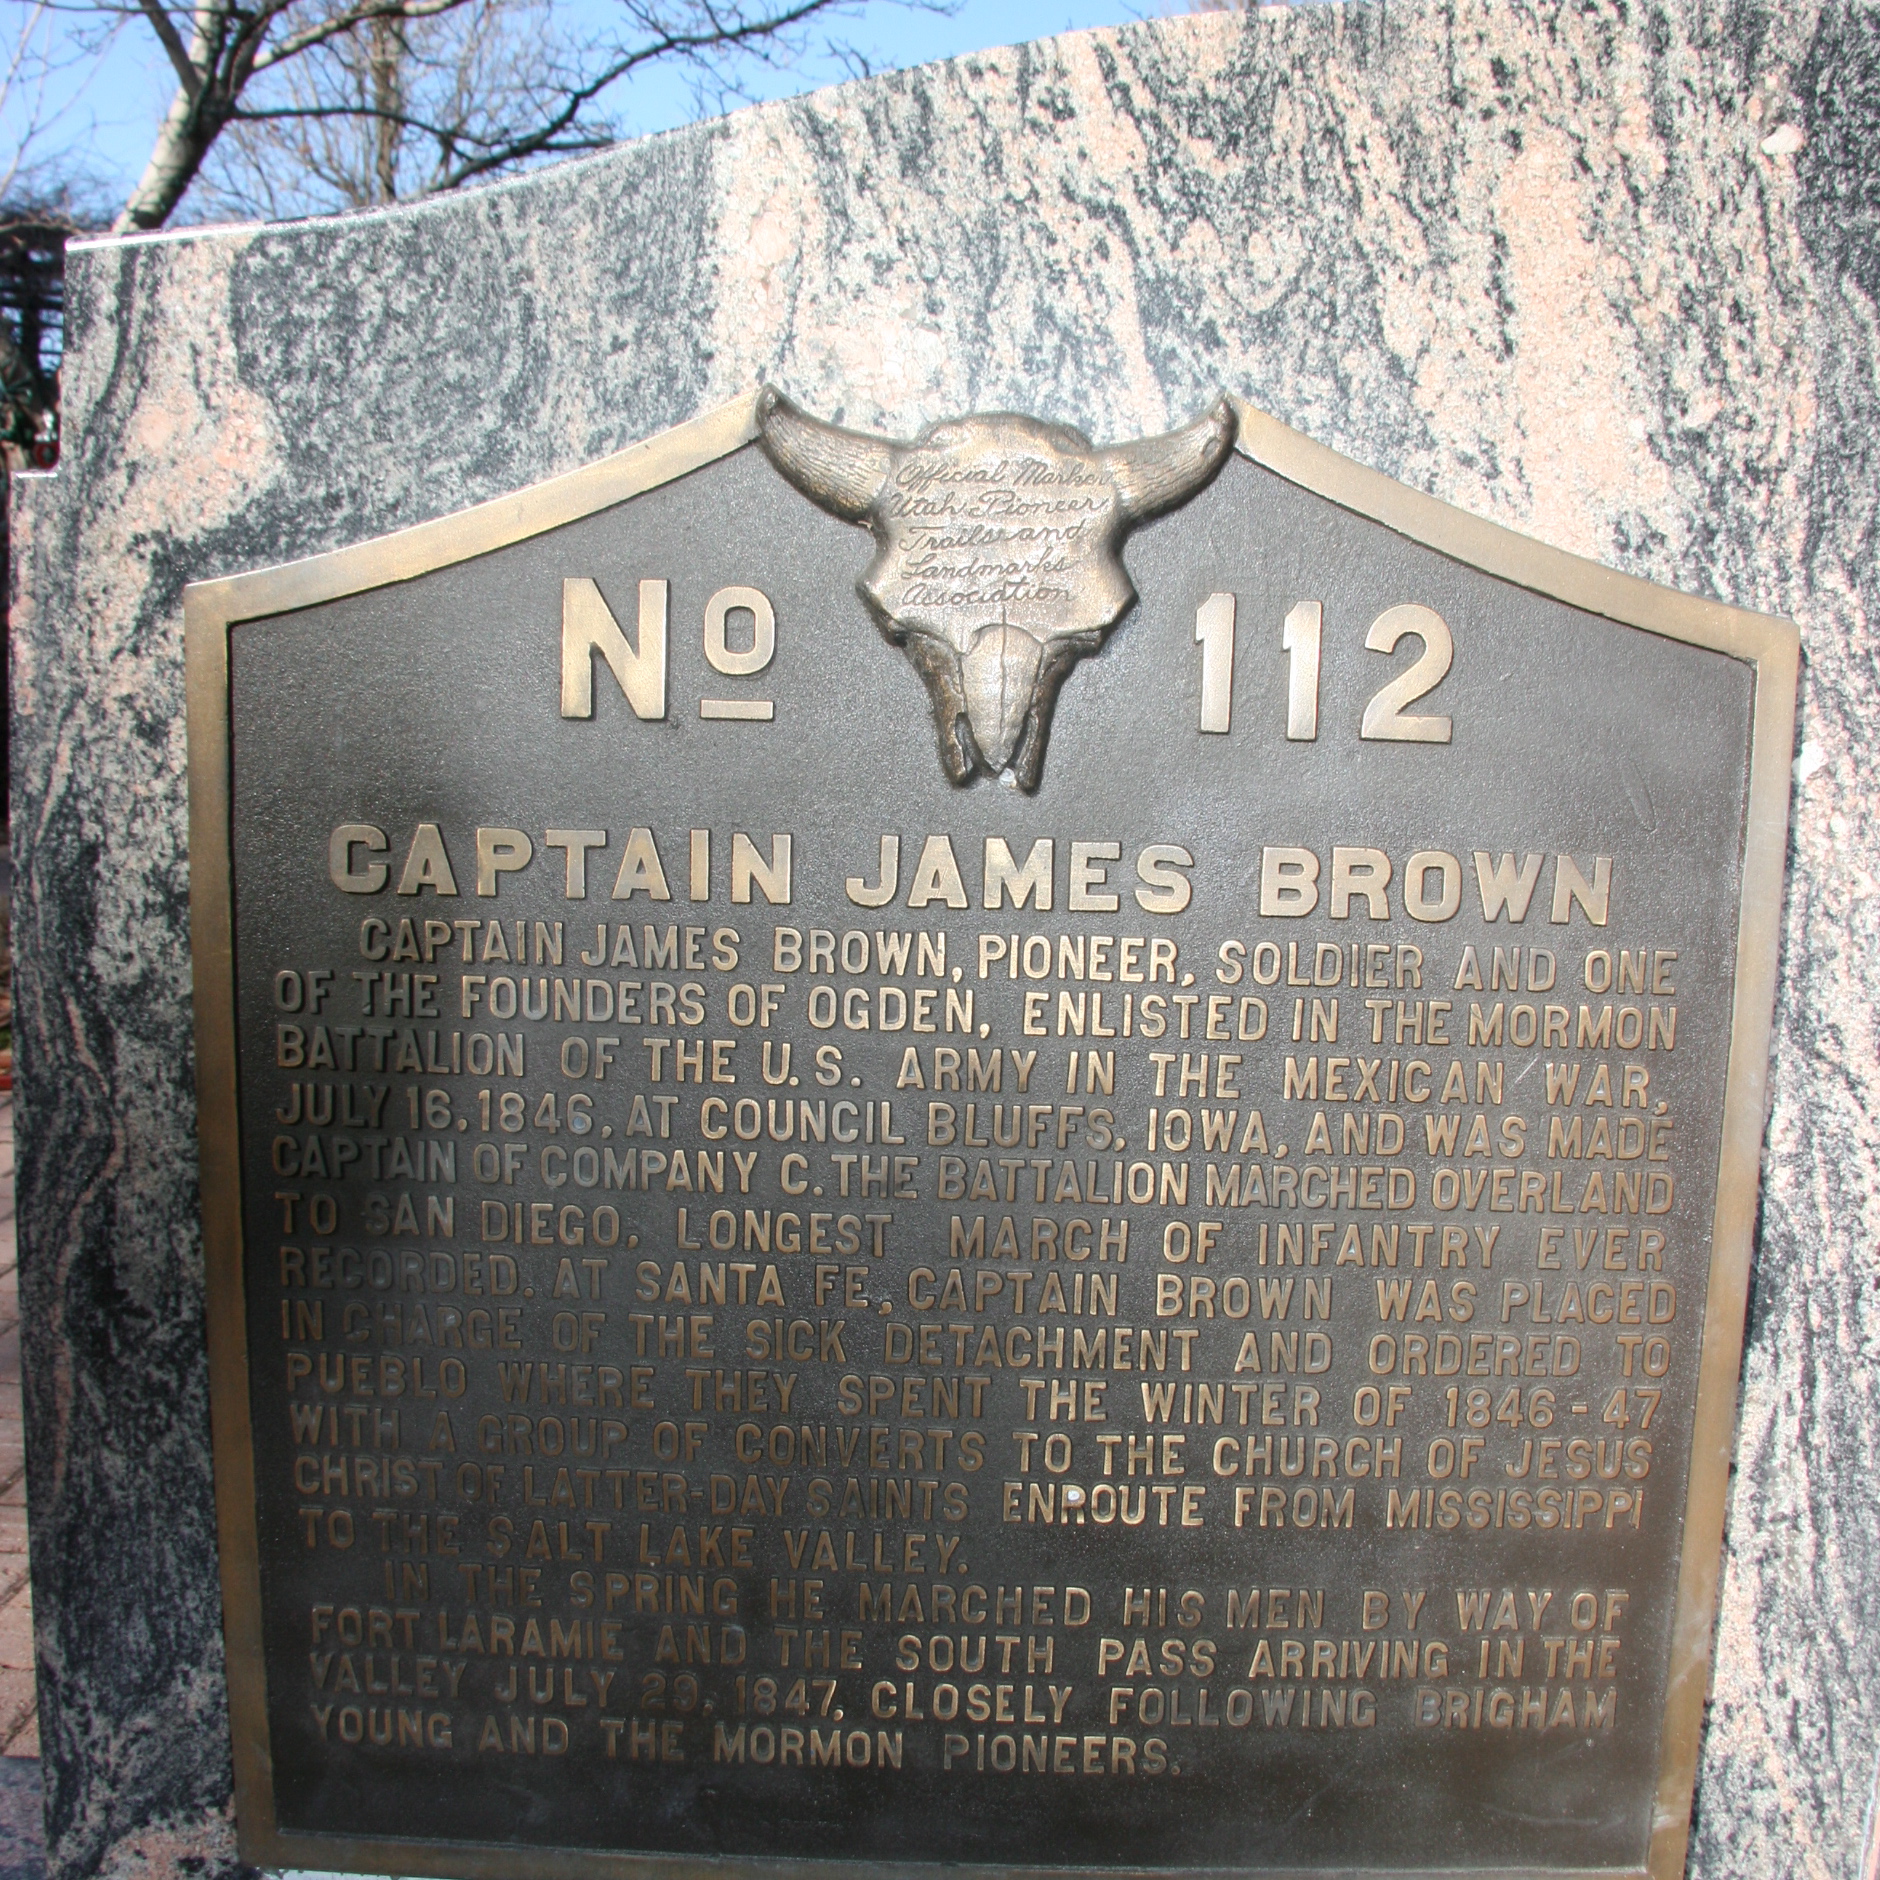 Official Marker
Utah Pioneer
Trails and
Landmarks
Association
No 112
CAPTAIN JAMES BROWN
CAPTAIN JAMES BROWN, PIONEER, SOLDIER AND ONE
OF THE FOUNDERS OF OGDEN, ENLISTED IN THE MORMON
BATTALION OF THE U.S. ARMY IN THE MEXICAN WAR,
JULY 16, 1846, AT COUNCIL BLUFFS, IOWA, AND WAS MADE
CAPTAIN OF COMPANY C. THE BATTALION MARCHED OVERLAND
TO SAN DIEGO, LONGEST MARCH OF INFANTRY EVER
RECORDED. AT SANTA FE, CAPTAIN BROWN WAS PLACED
IN CHARGE OF THE SICK DETACHMENT AND ORDERED TO
PUEBLO WHERE THEY SPENT THE WINTER OF 1846-47
WITH A GROUP OF CONVERTS TO THE CHURCH OF JESUS
CHRIST OF LATTER-DAY SAINTS ENROUTE FROM MISSISSIPPI
TO THE SALT LAKE VALLEY.
IN THE SPRING HE MARCHED HIS MEN BY WAY OF
FORT LARAMIE AND THE SOUTH PASS ARRIVING IN THE
VALLEY JULY 29, 1847, CLOSELY FOLLOWING BRIGHAM
YOUNG AND THE MORMON PIONEERS.